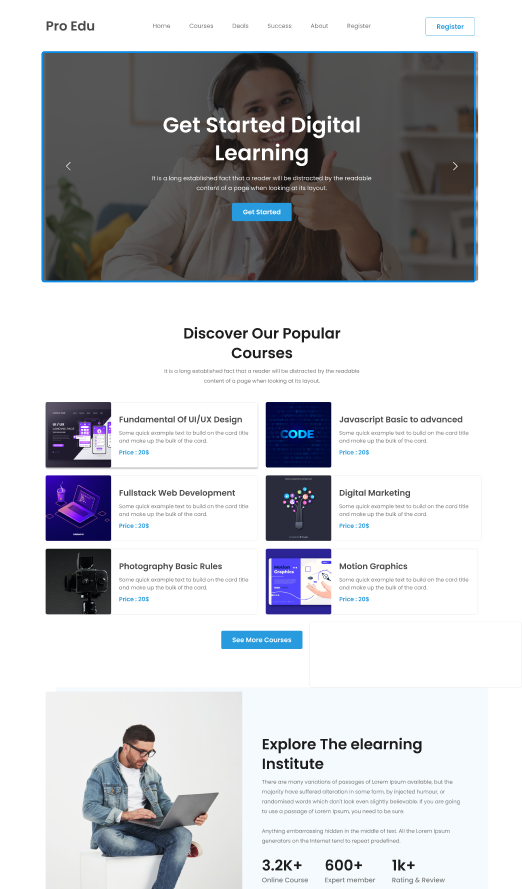 Pro Edu
Home Courses Deals Success About Register
Register
Get Started Digital
Learning
It is a long established fact that a reader will be distracted by the readable
content of a page when looking at its layout.
Get Started
Discover Our Popular
Courses
It is a long established fact that a reader will be distracted by the readable
content of a page when looking at its layout.
Fundamental Of UI/UX Design
Some quick example text to build on the card title
and make up the bulk of the card.
Price : 20$
CODE
Javascript Basic to advanced
Some quick example text to build on the card title
and make up the bulk of the card.
Price : 20$
Fullstack Web Development
Some quick example text to build on the card title
and make up the bulk of the card.
Price : 20$
Digital Marketing
Some quick example text to build on the card title
and make up the bulk of the card.
Price : 20$
Photography Basic Rules
Some quick example text to build on the card title
and make up the bulk of the card.
Price : 20$
Motion
Graphics
Motion Graphics
Some quick example text to build on the card title
and make up the bulk of the card.
Price : 20$
See More Courses
Explore The elearning
Institute
There are many variations of passages of Lorem Ipsum available, but the
majority have suffered alteration in some form, by injected humour, or
randomised words which don't look even slightly believable. If you are going
to use a passage of Lorem Ipsum, you need to be sure.
Anything embarrassing hidden in the middle of text. All the Lorem Ipsum
generators on the Internet tend to repeat predefined.
3.2K+ 600+ 1k+
Online Course Expert member Rating & Review